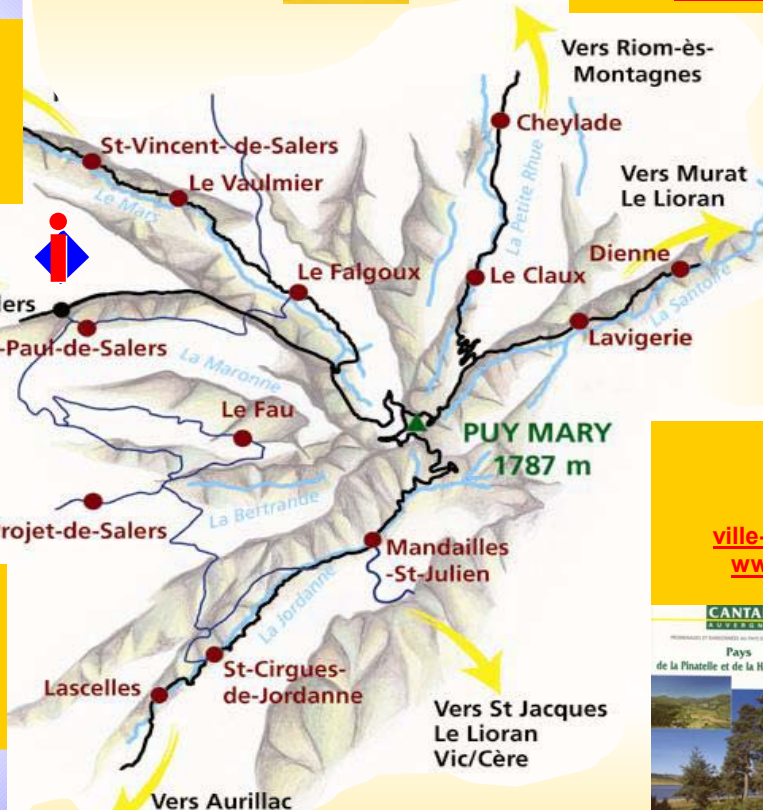 Vers Riom-ès-
Montagnes
Cheylade
St-Vincent- de-Salers
Le Vaulmier
Le Mars
La Petite Rhue
Vers Murat
Le Lioran
Dienne
Le Falgoux
Le Claux
La Santoire
lers
-Paul-de-Salers
Lavigerie
La Maronne
Le Fau
PUY MARY
1787 m
La Bertrande
Projet-de-Salers
Mandailles
-St-Julien
La Jordanne
ville-
ww
CANTA
AUVERGN
Pays
de la Pinatelle et de la H
St-Cirgues-
de-Jordanne
Lascelles
Vers St Jacques
Le Lioran
Vic/Cère
Vers Aurillac